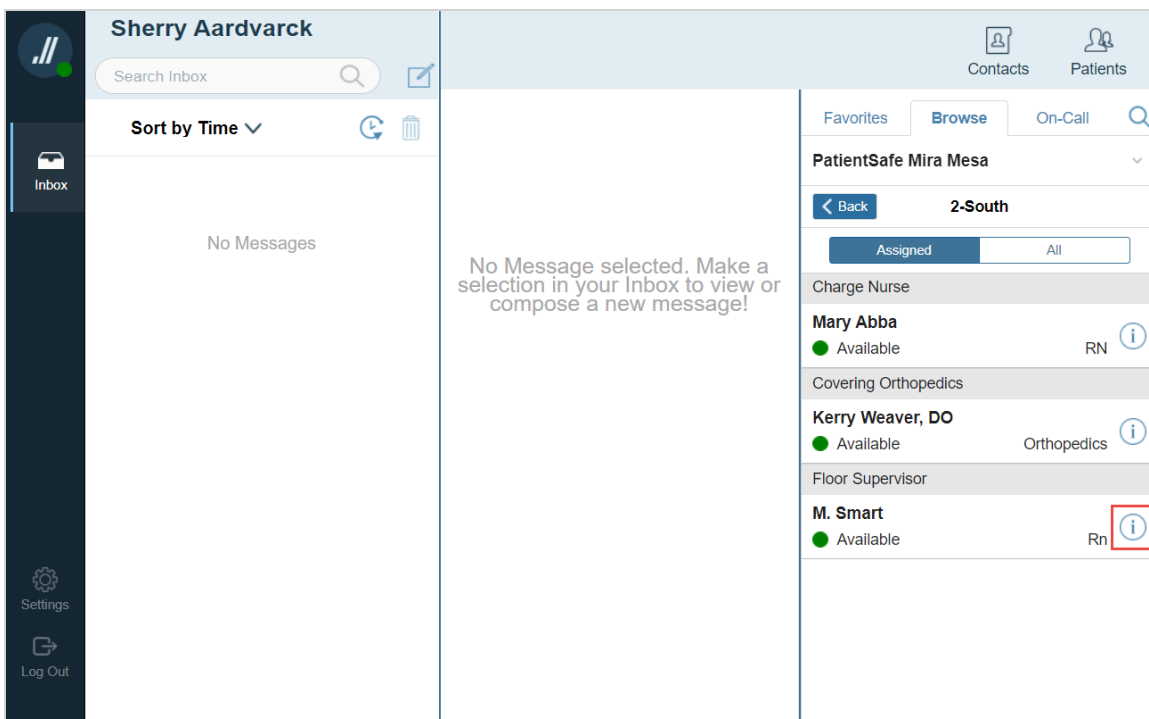 Sherry Aardvarck
Search Inbox
Sort by Time
Inbox
No Messages
Settings
Log Out
No Message selected. Make a
selection in your Inbox to view or
compose a new message!
Contacts
Patients
Favorites
Browse
On-Call
PatientSafe Mira Mesa
Back
2-South
Assigned
All
Charge Nurse
Mary Abba
Available
RN
Covering Orthopedics
Kerry Weaver, DO
Available
Orthopedics
Floor Supervisor
M. Smart
Available
Rn